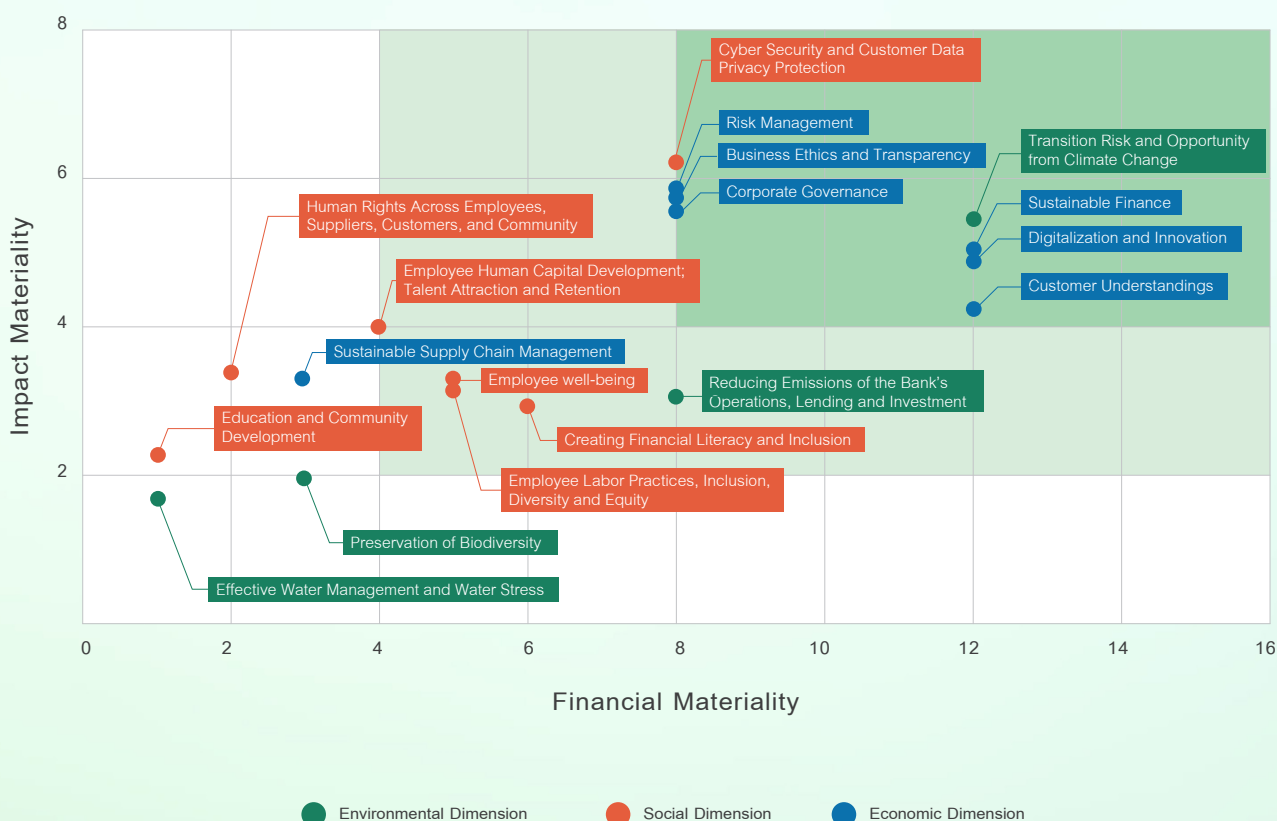 8
6
4
2
Impact Materiality
Cyber Security and Customer Data
Privacy Protection
Risk Management
Business Ethics and Transparency
Corporate Governance
Transition Risk and Opportunity
from Climate Change
Sustainable Finance
Digitalization and Innovation
Customer Understandings
Human Rights Across Employees,
Suppliers, Customers, and Community
Employee Human Capital Development;
Talent Attraction and Retention
Sustainable Supply Chain Management
Employee well-being
Reducing Emissions of the Bank's
Operations, Lending and Investment
Education and Community
Development
Creating Financial Literacy and Inclusion
Employee Labor Practices, Inclusion,
Diversity and Equity
Preservation of Biodiversity
Effective Water Management and Water Stress
0 2 4 6 8 10 12 14 16
Financial Materiality
Environmental Dimension
Social Dimension
Economic Dimension